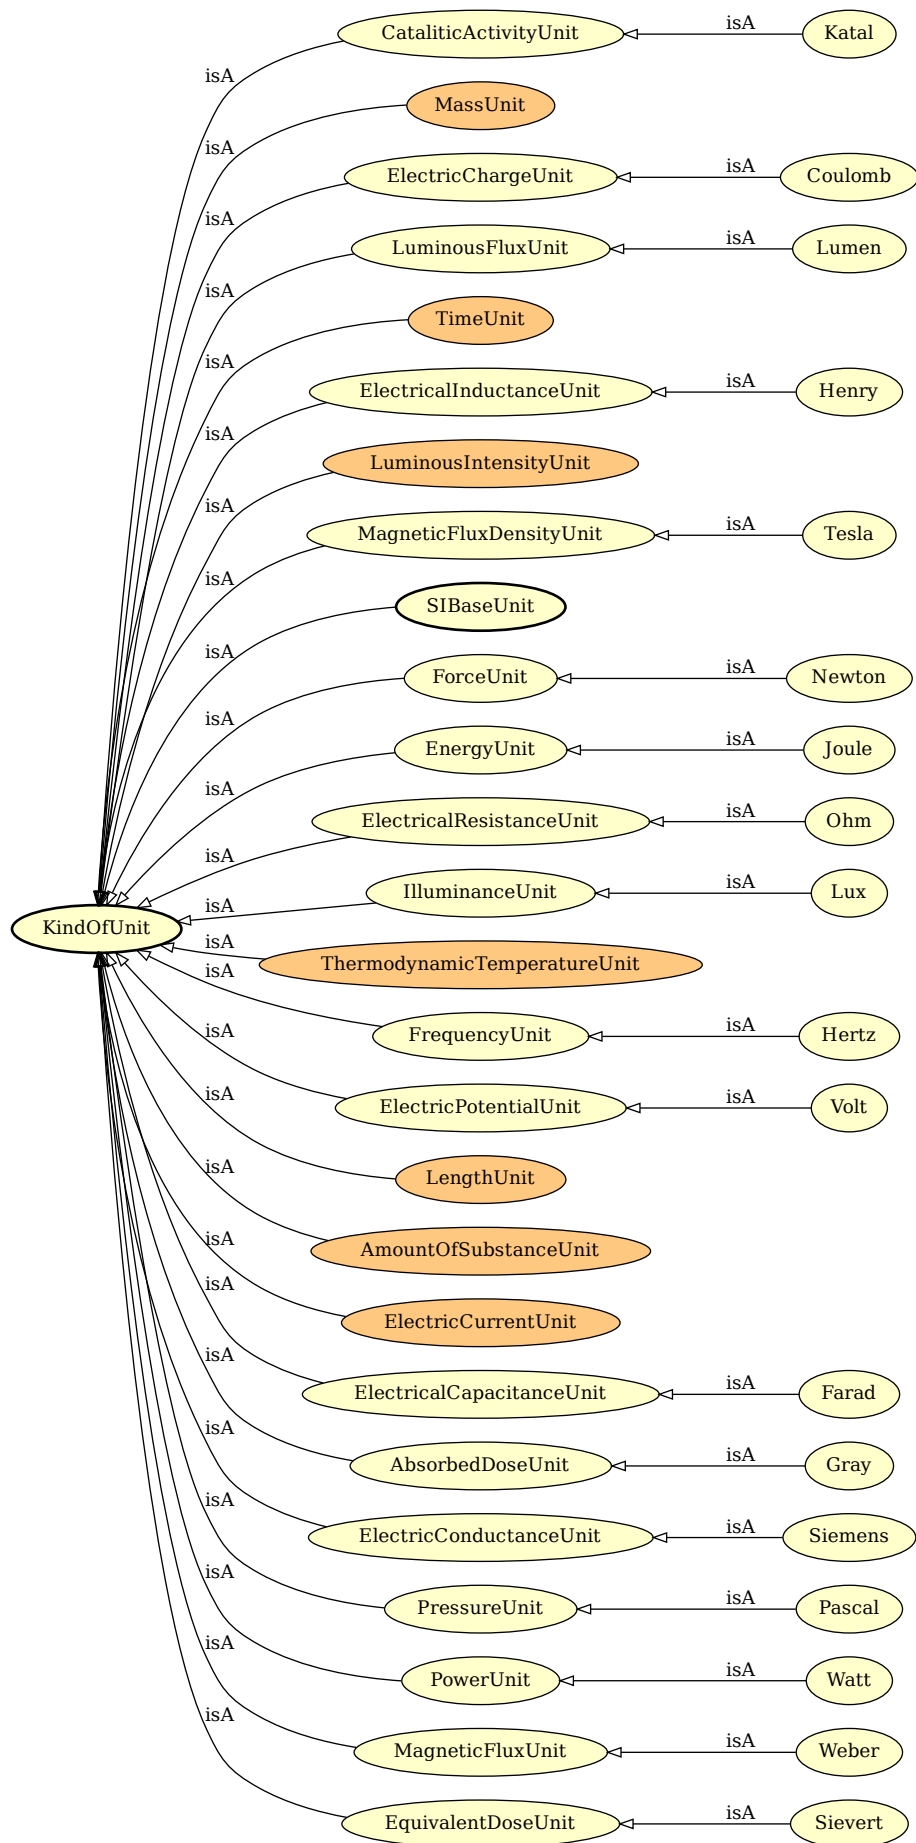 CataliticActivityUnit isA Katal
isA
MassUnit
isA
ElectricChargeUnit isA Coulomb
isA
LuminousFluxUnit isA Lumen
isA
TimeUnit
isA
ElectricalInductanceUnit isA Henry
isA
LuminousIntensityUnit
isA
MagneticFluxDensityUnit isA Tesla
isA
SIBaseUnit
isA
ForceUnit isA Newton
isA
EnergyUnit isA Joule
isA
ElectricalResistanceUnit isA Ohm
isA
IlluminanceUnit isA Lux
isA
KindOfUnit
isA
ThermodynamicTemperatureUnit
isA
FrequencyUnit isA Hertz
isA
ElectricPotentialUnit isA Volt
isA
LengthUnit
isA
AmountOfSubstanceUnit
isA
ElectricCurrentUnit
isA
ElectricalCapacitanceUnit isA Farad
isA
AbsorbedDoseUnit isA Gray
isA
ElectricConductanceUnit isA Siemens
isA
PressureUnit isA Pascal
isA
PowerUnit isA Watt
isA
MagneticFluxUnit isA Weber
EquivalentDoseUnit isA Sievert